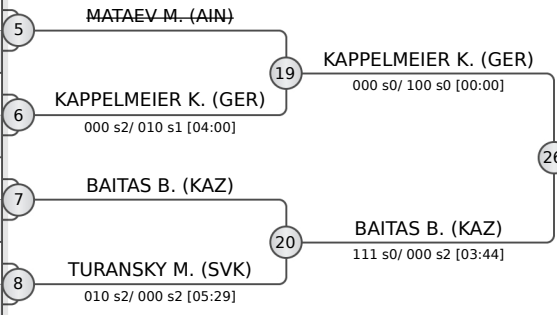 MATAEV M. (AIN)
5
19
KAPPELMEIER K. (GER)
000 s0/ 100 s0 [00:00]
KAPPELMEIER K. (GER)
6
000 s2/ 010 s1 [04:00]
26
BAITAS B. (KAZ)
7
20
BAITAS B. (KAZ)
111 s0/ 000 s2 [03:44]
TURANSKY M. (SVK)
8
010 s2/ 000 s2 [05:29]